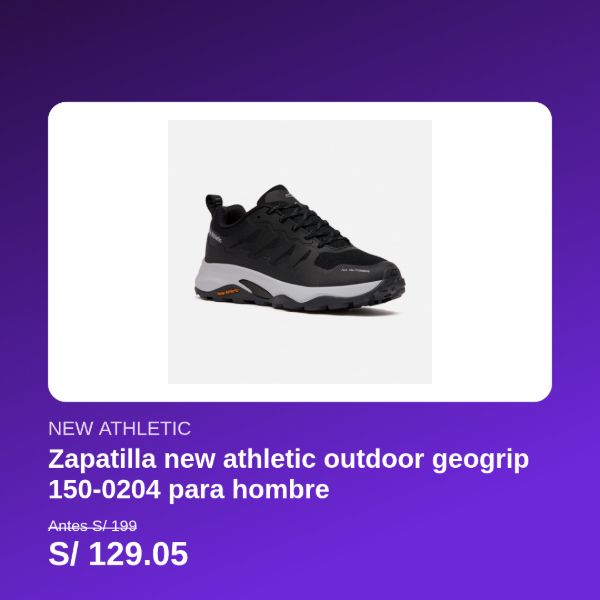 NEW ATHLETIC
Zapatilla new athletic outdoor geogrip
150-0204 para hombre
Antes S/ 199
S/ 129.05